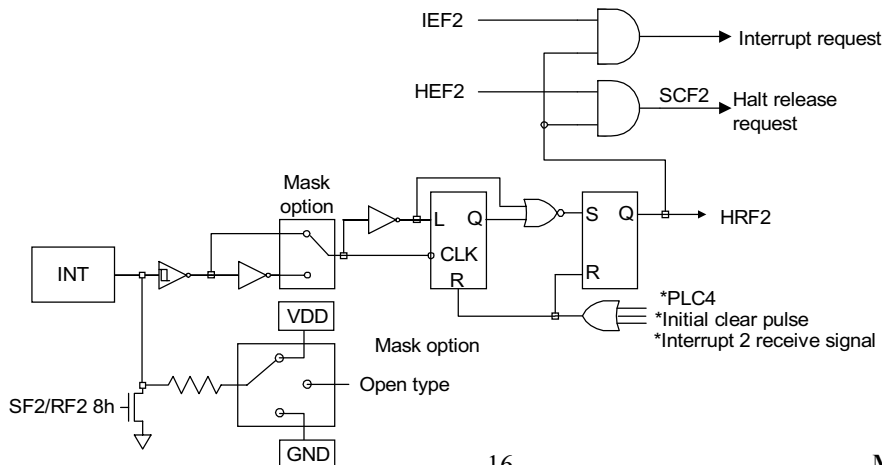 IEF2
Interrupt request
HEF2
SCF2
Halt release
request
Mask
option
L
Q
S
Q
HRF2
INT
CLK
R
R
*PLC4
*Initial clear pulse
*Interrupt 2 receive signal
VDD
Mask option
Open type
SF2/RF2 8h
GND
16
M